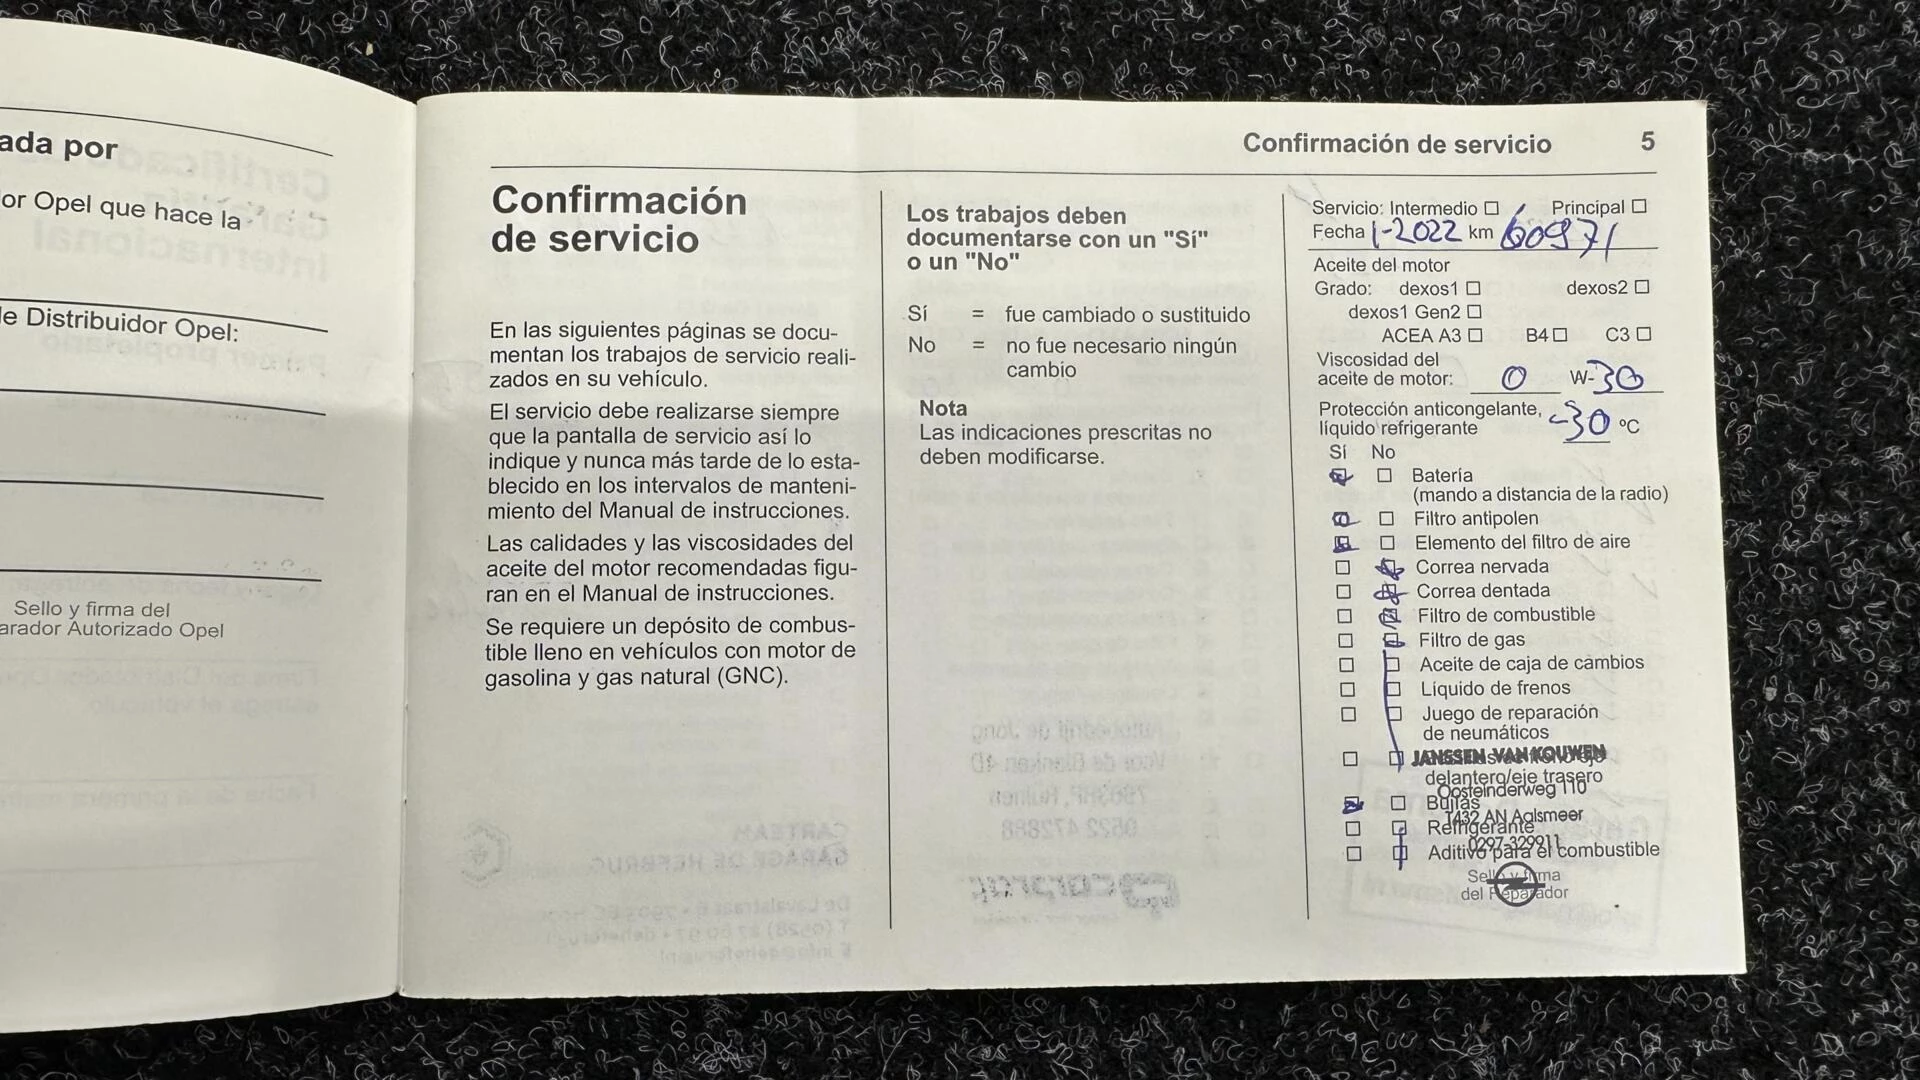 ada por
or Opel que hace la
de Distribuidor Opel:
Sello y firma del
arador Autorizado Opel
Confirmación de servicio 5
Confirmación
de servicio
En las siguientes páginas se docu-
mentan los trabajos de servicio reali-
zados en su vehículo.
El servicio debe realizarse siempre
que la pantalla de servicio así lo
indique y nunca más tarde de lo esta-
blecido en los intervalos de manteni-
miento del Manual de instrucciones.
Las calidades y las viscosidades del
aceite del motor recomendadas figu-
ran en el Manual de instrucciones.
Se requiere un depósito de combus-
tible lleno en vehículos con motor de
gasolina y gas natural (GNC).
Los trabajos deben
documentarse con un "Sí"
o un "No"
Sí = fue cambiado o sustituido
No = no fue necesario ningún
cambio
Nota
Las indicaciones prescritas no
deben modificarse.
Servicio: Intermedio Principal
Fecha 1-2022 km 60971
Aceite del motor
Grado: dexos1 dexos2
dexos1 Gen2
ACEA A3 B4 C3
Viscosidad del
aceite de motor: 0 W-30
Protección anticongelante,
líquido refrigerante -30 ºC
Sí No
Batería
(mando a distancia de la radio)
Filtro antipolen
Elemento del filtro de aire
Correa nervada
Correa dentada
Filtro de combustible
Filtro de gas
Aceite de caja de cambios
Líquido de frenos
Juego de reparación
de neumáticos
JANSSEN VAN KOUWEN
delantero/eje trasero
Oosteinderweg 110
Bujías
1432 AN Aalsmeer
Refrigerante
0297-329911
Aditivo para el combustible
Sello y firma
del Reparador